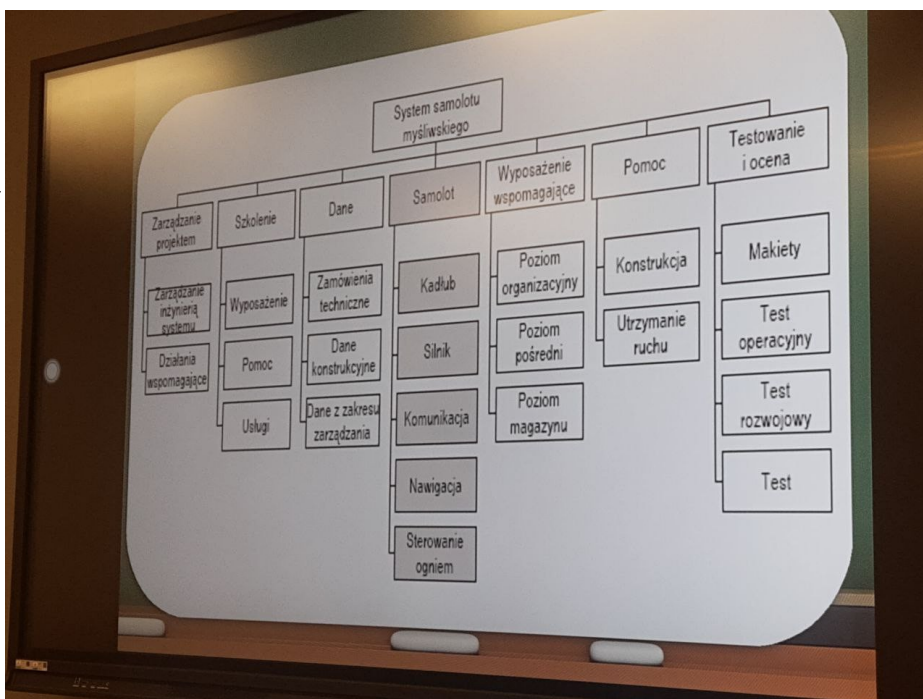 System samolotu
myśliwskiego
Zarządzanie
projektem
Szkolenie
Dane
Samolot
Wyposażenie
wspomagające
Pomoc
Testowanie
i ocena
Zarządzanie
inżynierią
systemu
Działania
wspomagające
Wyposażenie
Pomoc
Usługi
Zamówienia
techniczne
Dane
konstrukcyjne
Dane z zakresu
zarządzania
Kadłub
Silnik
Komunikacja
Nawigacja
Sterowanie
ogniem
Poziom
organizacyjny
Poziom
pośredni
Poziom
magazynu
Konstrukcja
Utrzymanie
ruchu
Makiety
Test
operacyjny
Test
rozwojowy
Test